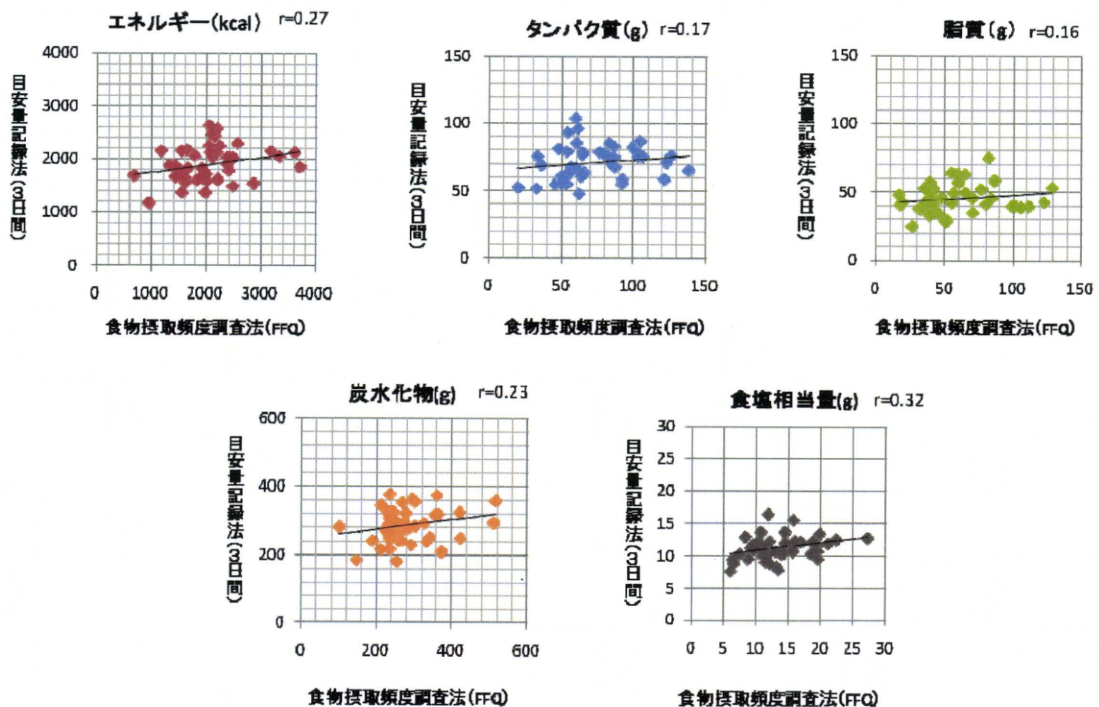 エネルギー(kcal) r=0.27
4000
3000
2000
1000
0
目安量記録法(3日間)
0 1000 2000 3000 4000
食物摂取頻度調査法(FFQ)
タンパク質(g) r=0.17
150
100
50
0
目安量記録法(3日間)
0 50 100 150
食物摂取頻度調査法(FFQ)
脂質(g) r=0.16
150
100
50
0
目安量記録法(3日間)
0 50 100 150
食物摂取頻度調査法(FFQ)
炭水化物(g) r=0.23
600
400
200
0
目安量記録法(3日間)
0 200 400 600
食物摂取頻度調査法(FFQ)
食塩相当量(g) r=0.32
30
25
20
15
10
5
0
目安量記録法(3日間)
0 5 10 15 20 25 30
食物摂取頻度調査法(FFQ)